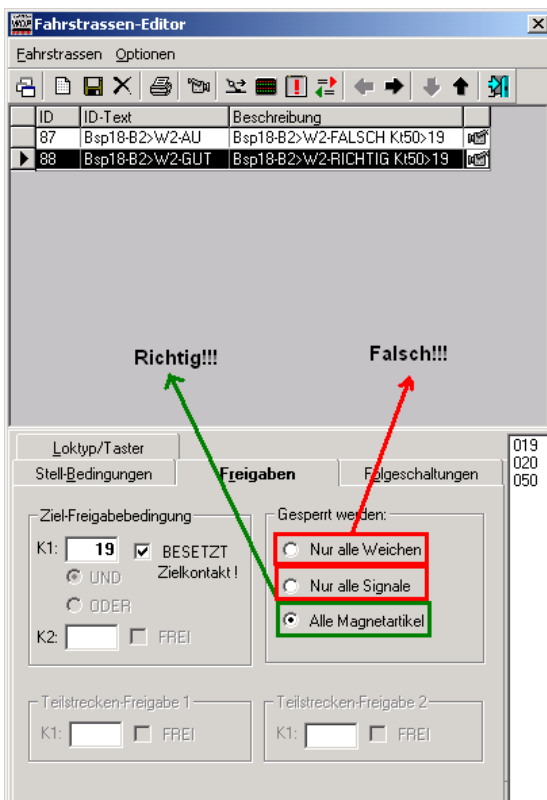 Fahrstrassen-Editor
Fahrstrassen Optionen
ID ID-Text Beschreibung
87 Bsp18-B2>W2-AU Bsp18-B2>W2-FALSCH Kt50>19
88 Bsp18-B2>W2-GUT Bsp18-B2>W2-RICHTIG Kt50>19
Richtig!!! Falsch!!!
Loktyp/Taster
Stell-Bedingungen Freigaben Folgeschaltungen
019
020
050
Ziel-Freigabebedingung
K1: 19 BESETZT
Zielkontakt !
UND
ODER
K2: FREI
Gesperrt werden:
Nur alle Weichen
Nur alle Signale
Alle Magnetartikel
Teilstrecken-Freigabe 1
K1: FREI
Teilstrecken-Freigabe 2
K1: FREI